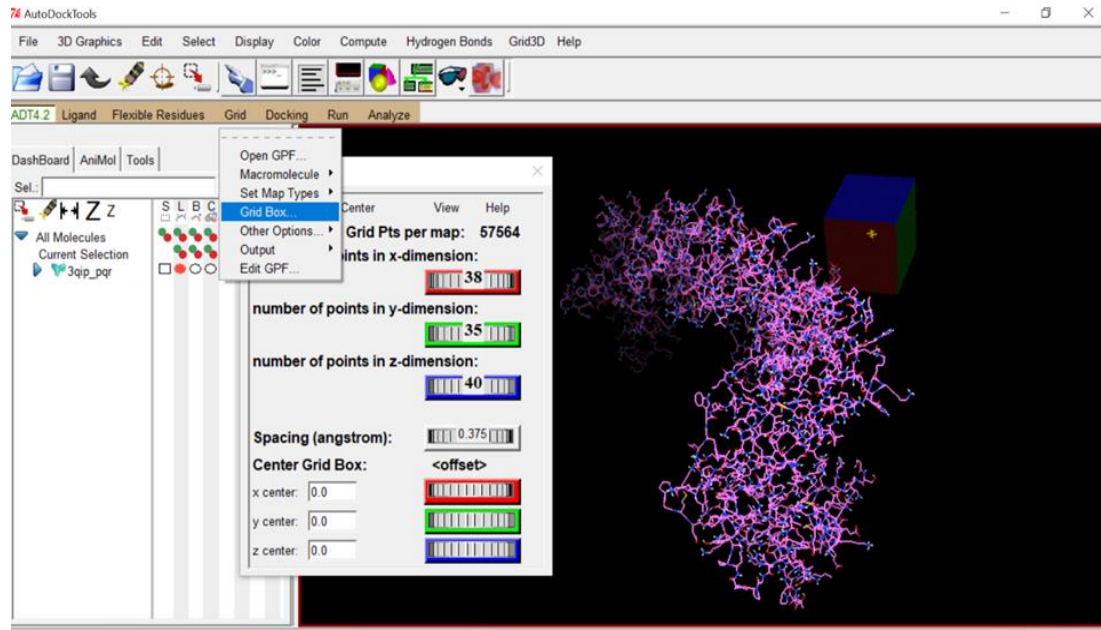 AutoDockTools
File 3D Graphics Edit Select Display Color Compute Hydrogen Bonds Grid3D Help
ADT4.2 Ligand Flexible Residues Grid Docking Run Analyze
DashBoard AniMol Tools
Sel.:
Z Z S L B C
All Molecules
Current Selection
3qip_pqr
Open GPF...
Macromolecule
Set Map Types
Grid Box...
Other Options...
Output
Edit GPF...
Center View Help
Grid Pts per map: 57564
ints in x-dimension:
38
number of points in y-dimension:
35
number of points in z-dimension:
40
Spacing (angstrom): 0.375
Center Grid Box: <offset>
x center: 0.0
y center: 0.0
z center: 0.0